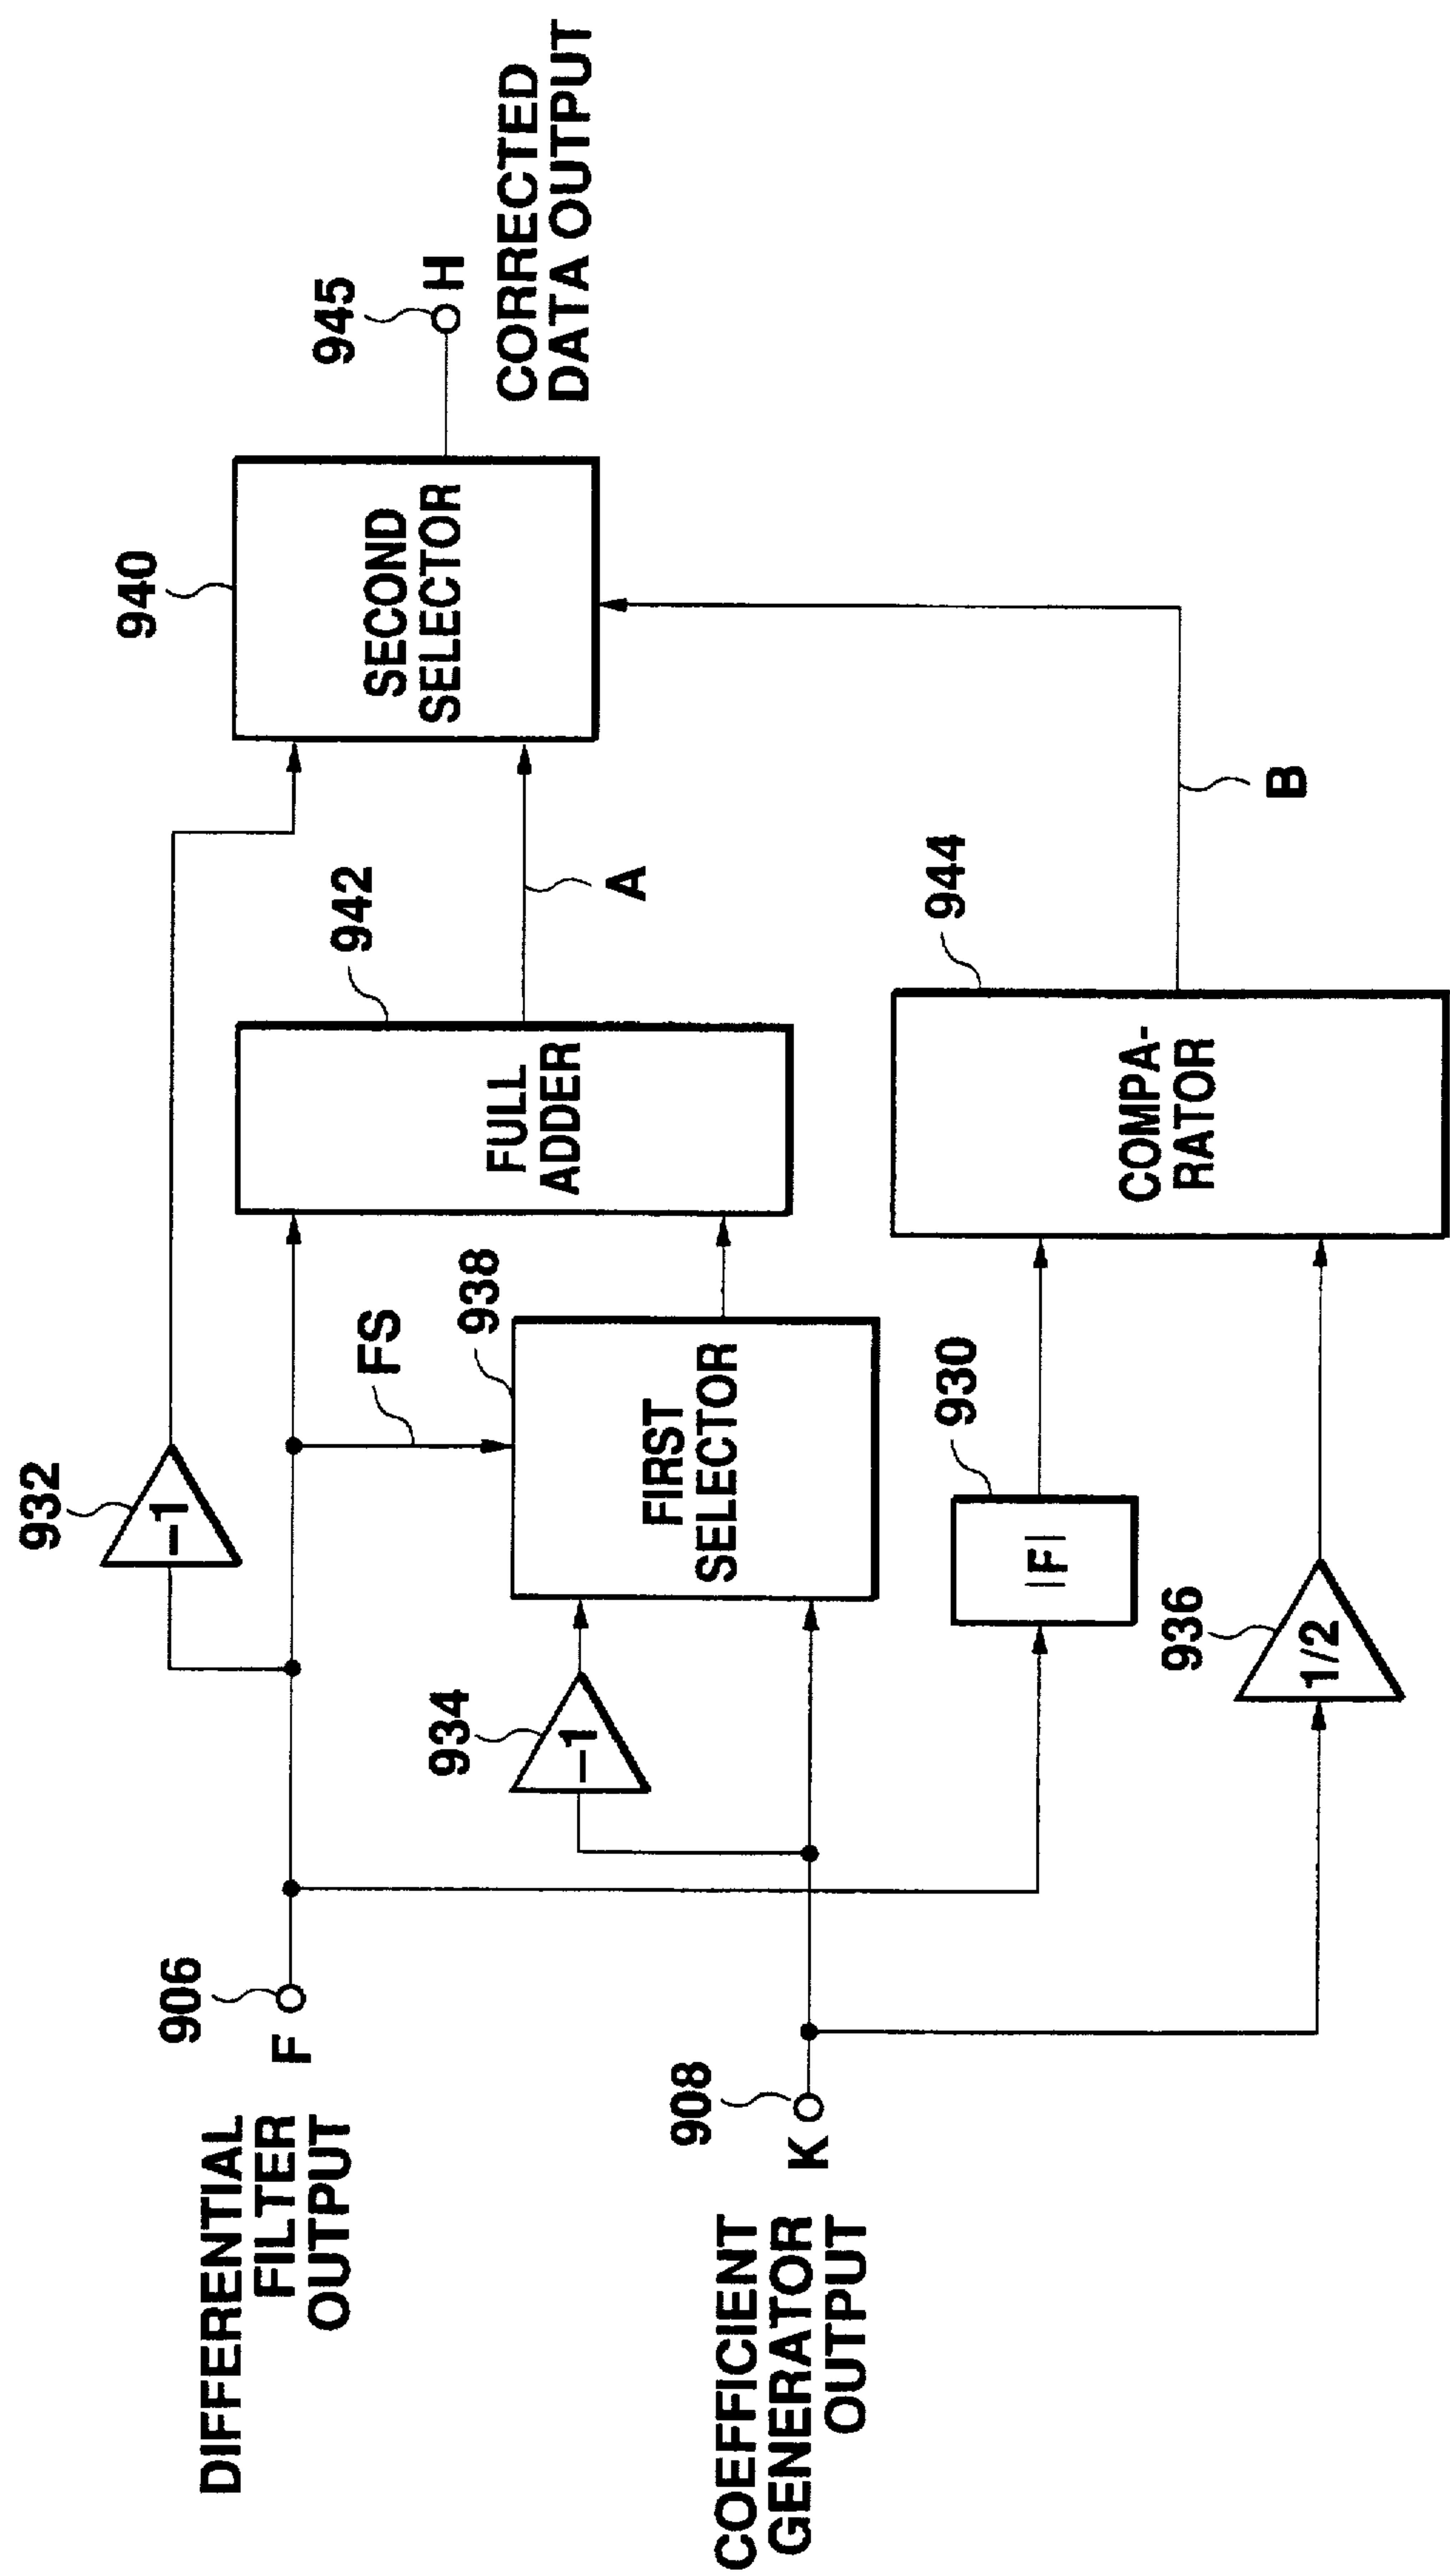 DIFFERENTIAL
FILTER
OUTPUT
F
906
932
–1
FS
942
FULL
ADDER
A
940
SECOND
SELECTOR
945
H
CORRECTED
DATA OUTPUT
COEFFICIENT
GENERATOR
OUTPUT
K
908
934
–1
938
FIRST
SELECTOR
930
|F|
936
1/2
944
COMPA-
RATOR
B